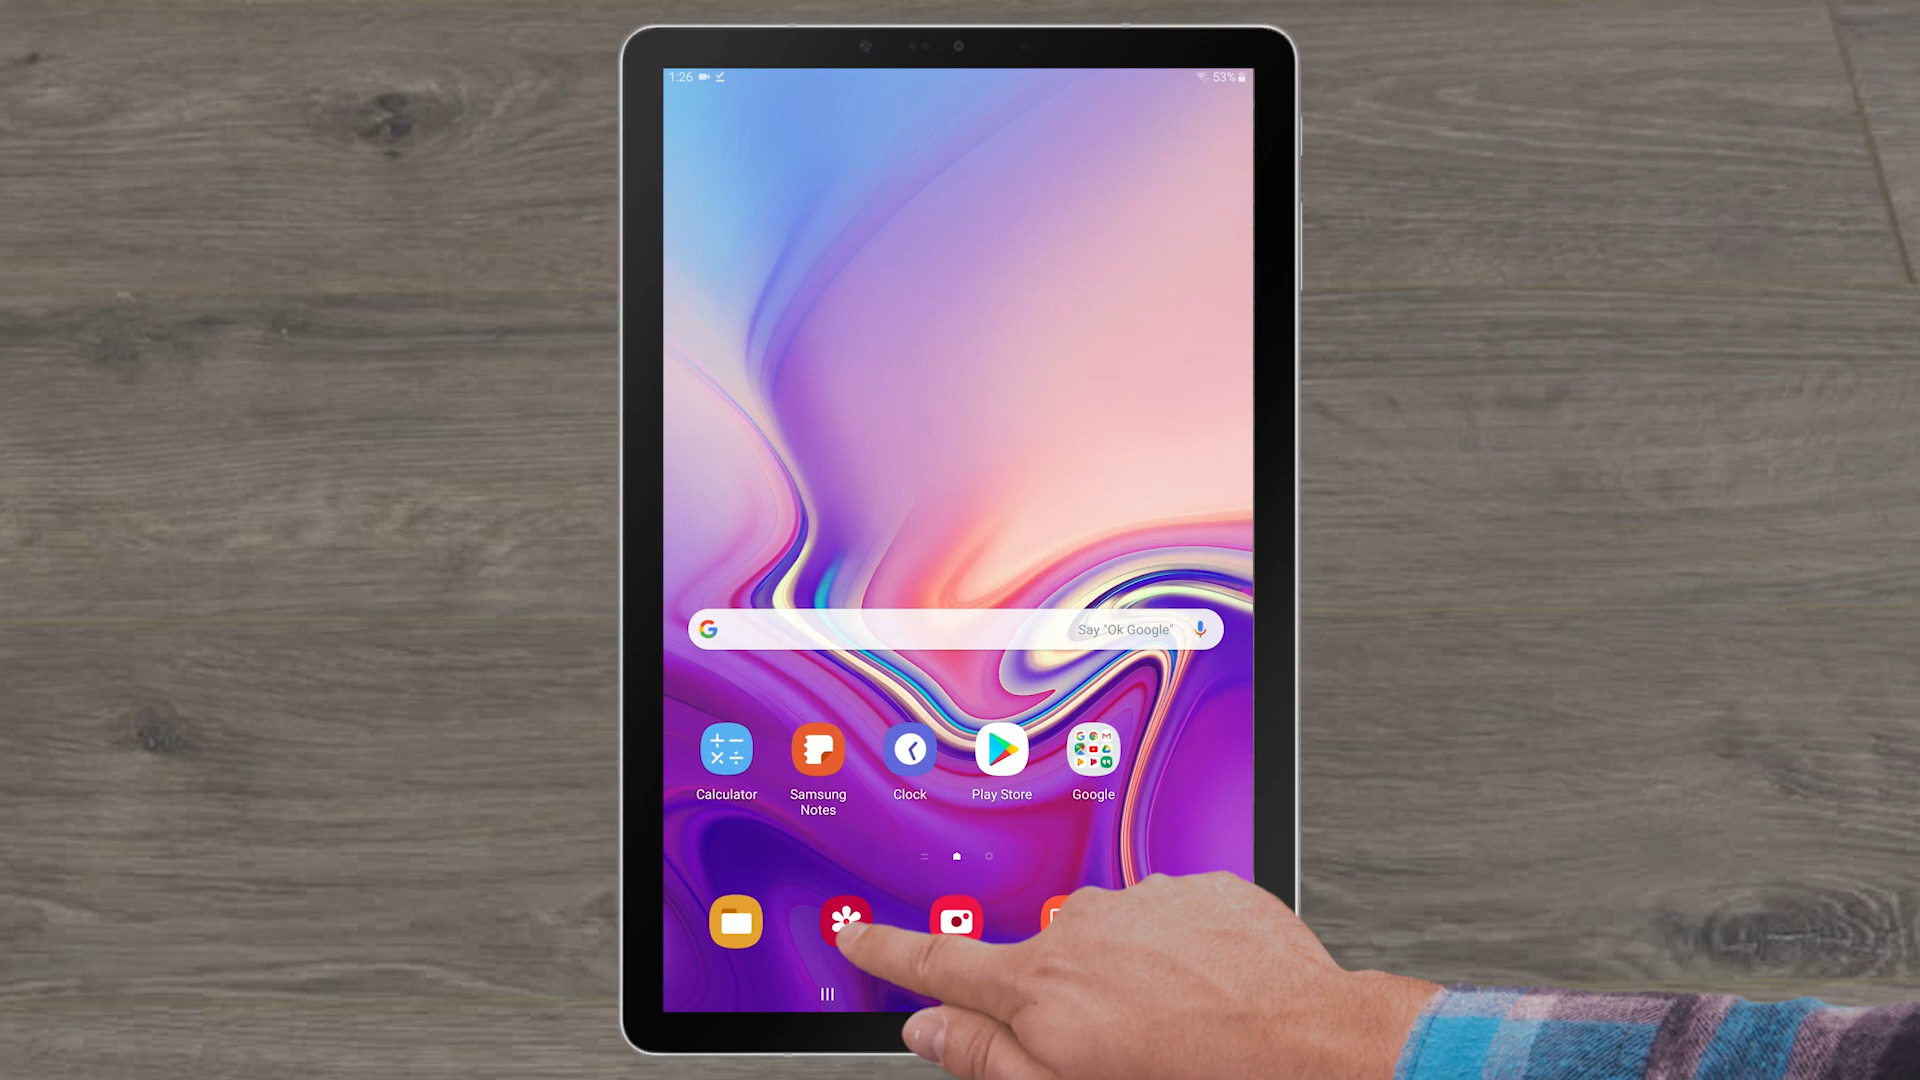 1:26
53%
Say "Ok Google"
Calculator
Samsung
Notes
Clock
Play Store
Google